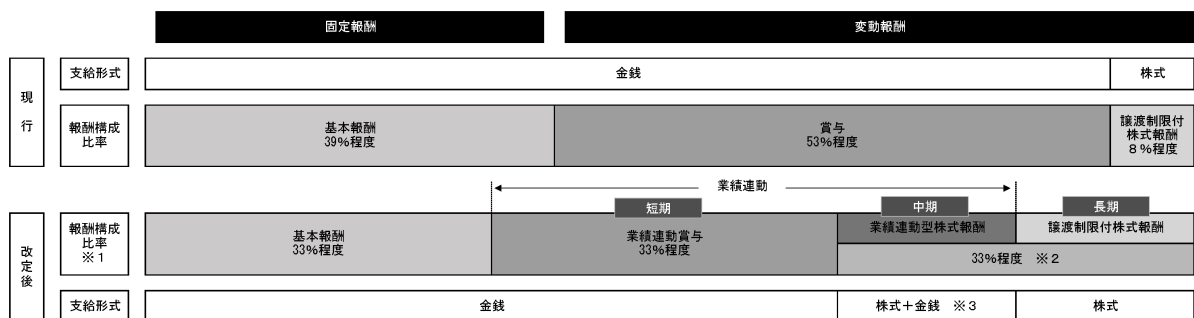 固定報酬
変動報酬
現行
支給形式
金銭
株式
報酬構成
比率
基本報酬
39%程度
賞与
53%程度
譲渡制限付
株式報酬
8%程度
業績連動
短期
中期
長期
改定後
報酬構成
比率
※1
基本報酬
33%程度
業績連動賞与
33%程度
業績連動型株式報酬
譲渡制限付株式報酬
33%程度 ※2
支給形式
金銭
株式+金銭 ※3
株式